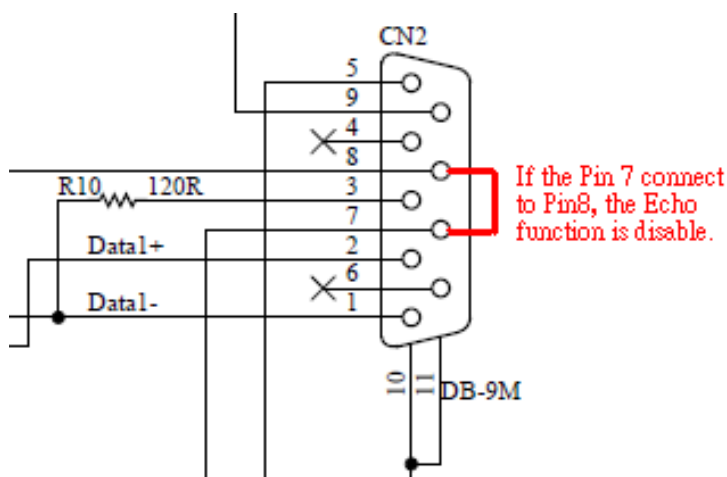 CN2
5
9
4
8
R10 120R 3
7
Data1+ 2
6
Data1- 1
If the Pin 7 connect
to Pin8, the Echo
function is disable.
10
11
DB-9M